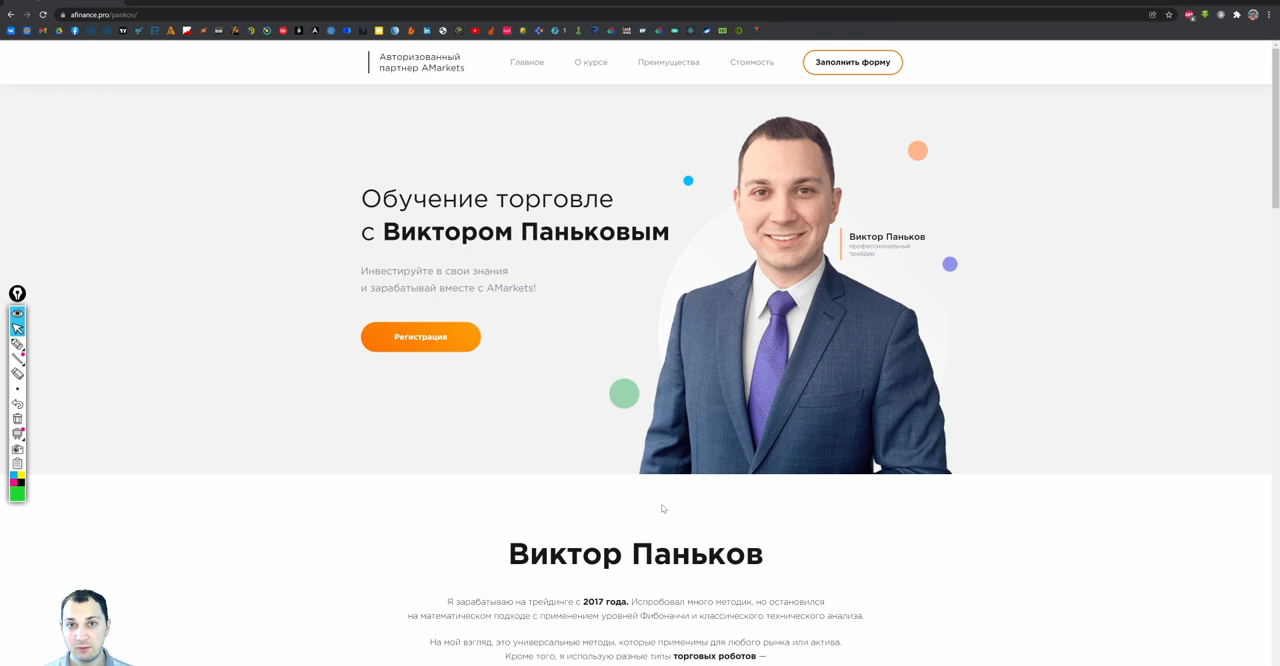 afinance.pro/pankov/
Авторизованный
партнер AMarkets
Главное
О курсе
Преимущества
Стоимость
Заполнить форму
Обучение торговле
с Виктором Паньковым
Инвестируйте в свои знания
и зарабатывай вместе с AMarkets!
Регистрация
Виктор Паньков
профессиональный
трейдер
Виктор Паньков
Я зарабатываю на трейдинге с 2017 года. Испробовал много методик, но остановился
на математическом подходе с применением уровней Фибоначчи и классического технического анализа.
На мой взгляд, это универсальные методы, которые применимы для любого рынка или актива.
Кроме того, я использую разные типы торговых роботов —